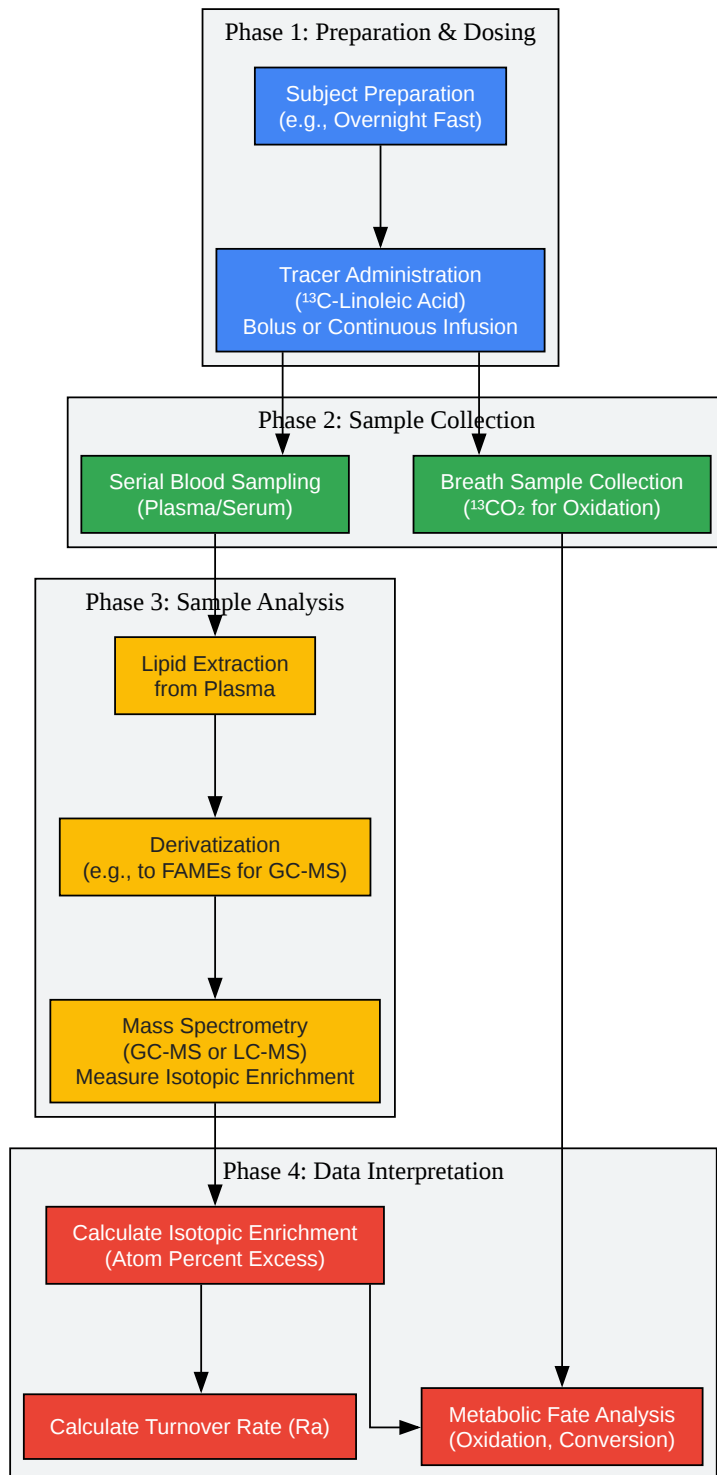 Phase 1: Preparation & Dosing
Subject Preparation
(e.g., Overnight Fast)
Tracer Administration
(¹³C-Linoleic Acid)
Bolus or Continuous Infusion
Phase 2: Sample Collection
Serial Blood Sampling
(Plasma/Serum)
Breath Sample Collection
(¹³CO₂ for Oxidation)
Phase 3: Sample Analysis
Lipid Extraction
from Plasma
Derivatization
(e.g., to FAMEs for GC-MS)
Mass Spectrometry
(GC-MS or LC-MS)
Measure Isotopic Enrichment
Phase 4: Data Interpretation
Calculate Isotopic Enrichment
(Atom Percent Excess)
Calculate Turnover Rate (Ra)
Metabolic Fate Analysis
(Oxidation, Conversion)